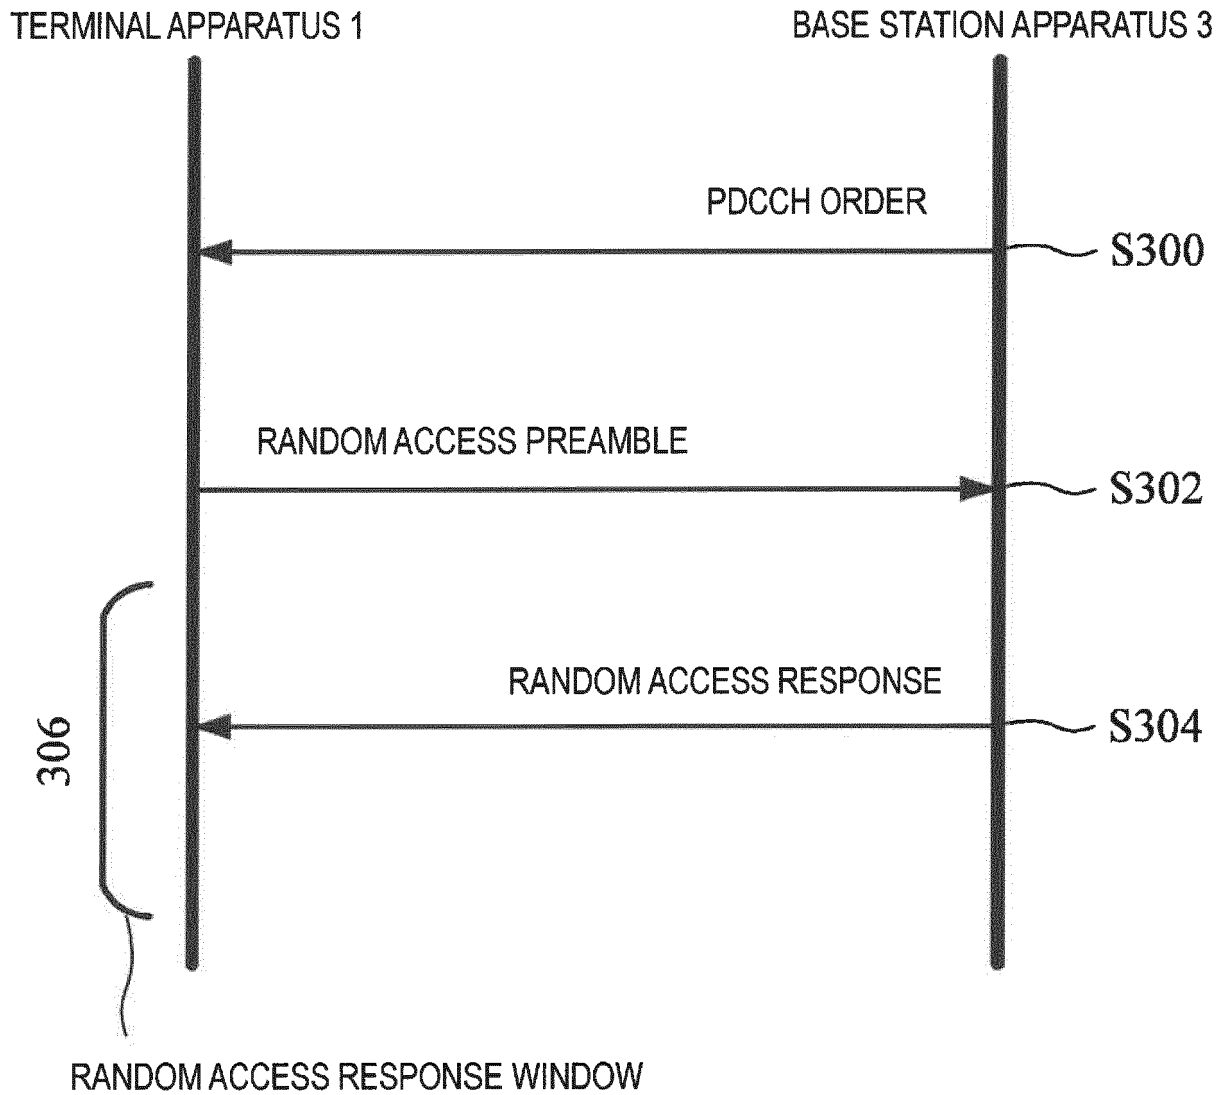 TERMINAL APPARATUS 1
BASE STATION APPARATUS 3
PDCCH ORDER
S300
RANDOM ACCESS PREAMBLE
S302
RANDOM ACCESS RESPONSE
S304
306
RANDOM ACCESS RESPONSE WINDOW